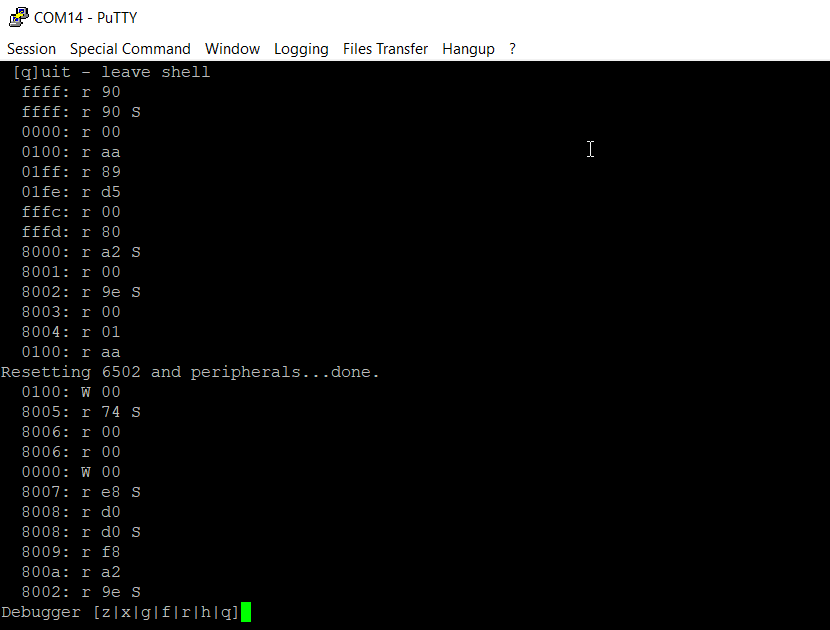 COM14 - PuTTY
Session Special Command Window Logging Files Transfer Hangup ?
[q]uit - leave shell
ffff: r 90
ffff: r 90 S
0000: r 00
0100: r aa
01ff: r 89
01fe: r d5
fffc: r 00
fffd: r 80
8000: r a2 S
8001: r 00
8002: r 9e S
8003: r 00
8004: r 01
0100: r aa
Resetting 6502 and peripherals...done.
0100: W 00
8005: r 74 S
8006: r 00
8006: r 00
0000: W 00
8007: r e8 S
8008: r d0
8008: r d0 S
8009: r f8
800a: r a2
8002: r 9e S
Debugger [z|x|g|f|r|h|q]